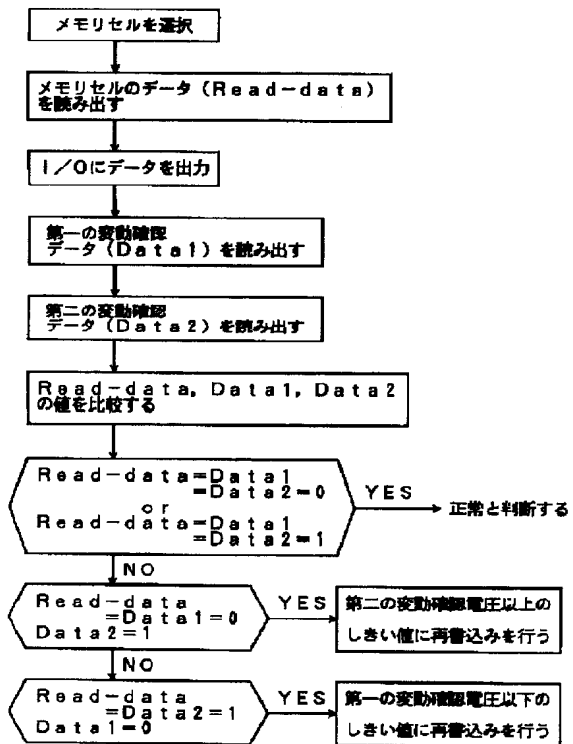 メモリセルを選択
メモリセルのデータ（Read－data）
を読み出す
I／Oにデータを出力
第一の変動確認
データ（Data1）を読み出す
第二の変動確認
データ（Data2）を読み出す
Read－data，Data1，Data2
の値を比較する
Read－data＝Data1
＝Data2＝0
or
Read－data＝Data1
＝Data2＝1
YES
正常と判断する
NO
Read－data
＝Data1＝0
Data2＝1
YES
第二の変動確認電圧以上の
しきい値に再書込みを行う
NO
Read－data
＝Data2＝1
Data1＝0
YES
第一の変動確認電圧以下の
しきい値に再書込みを行う